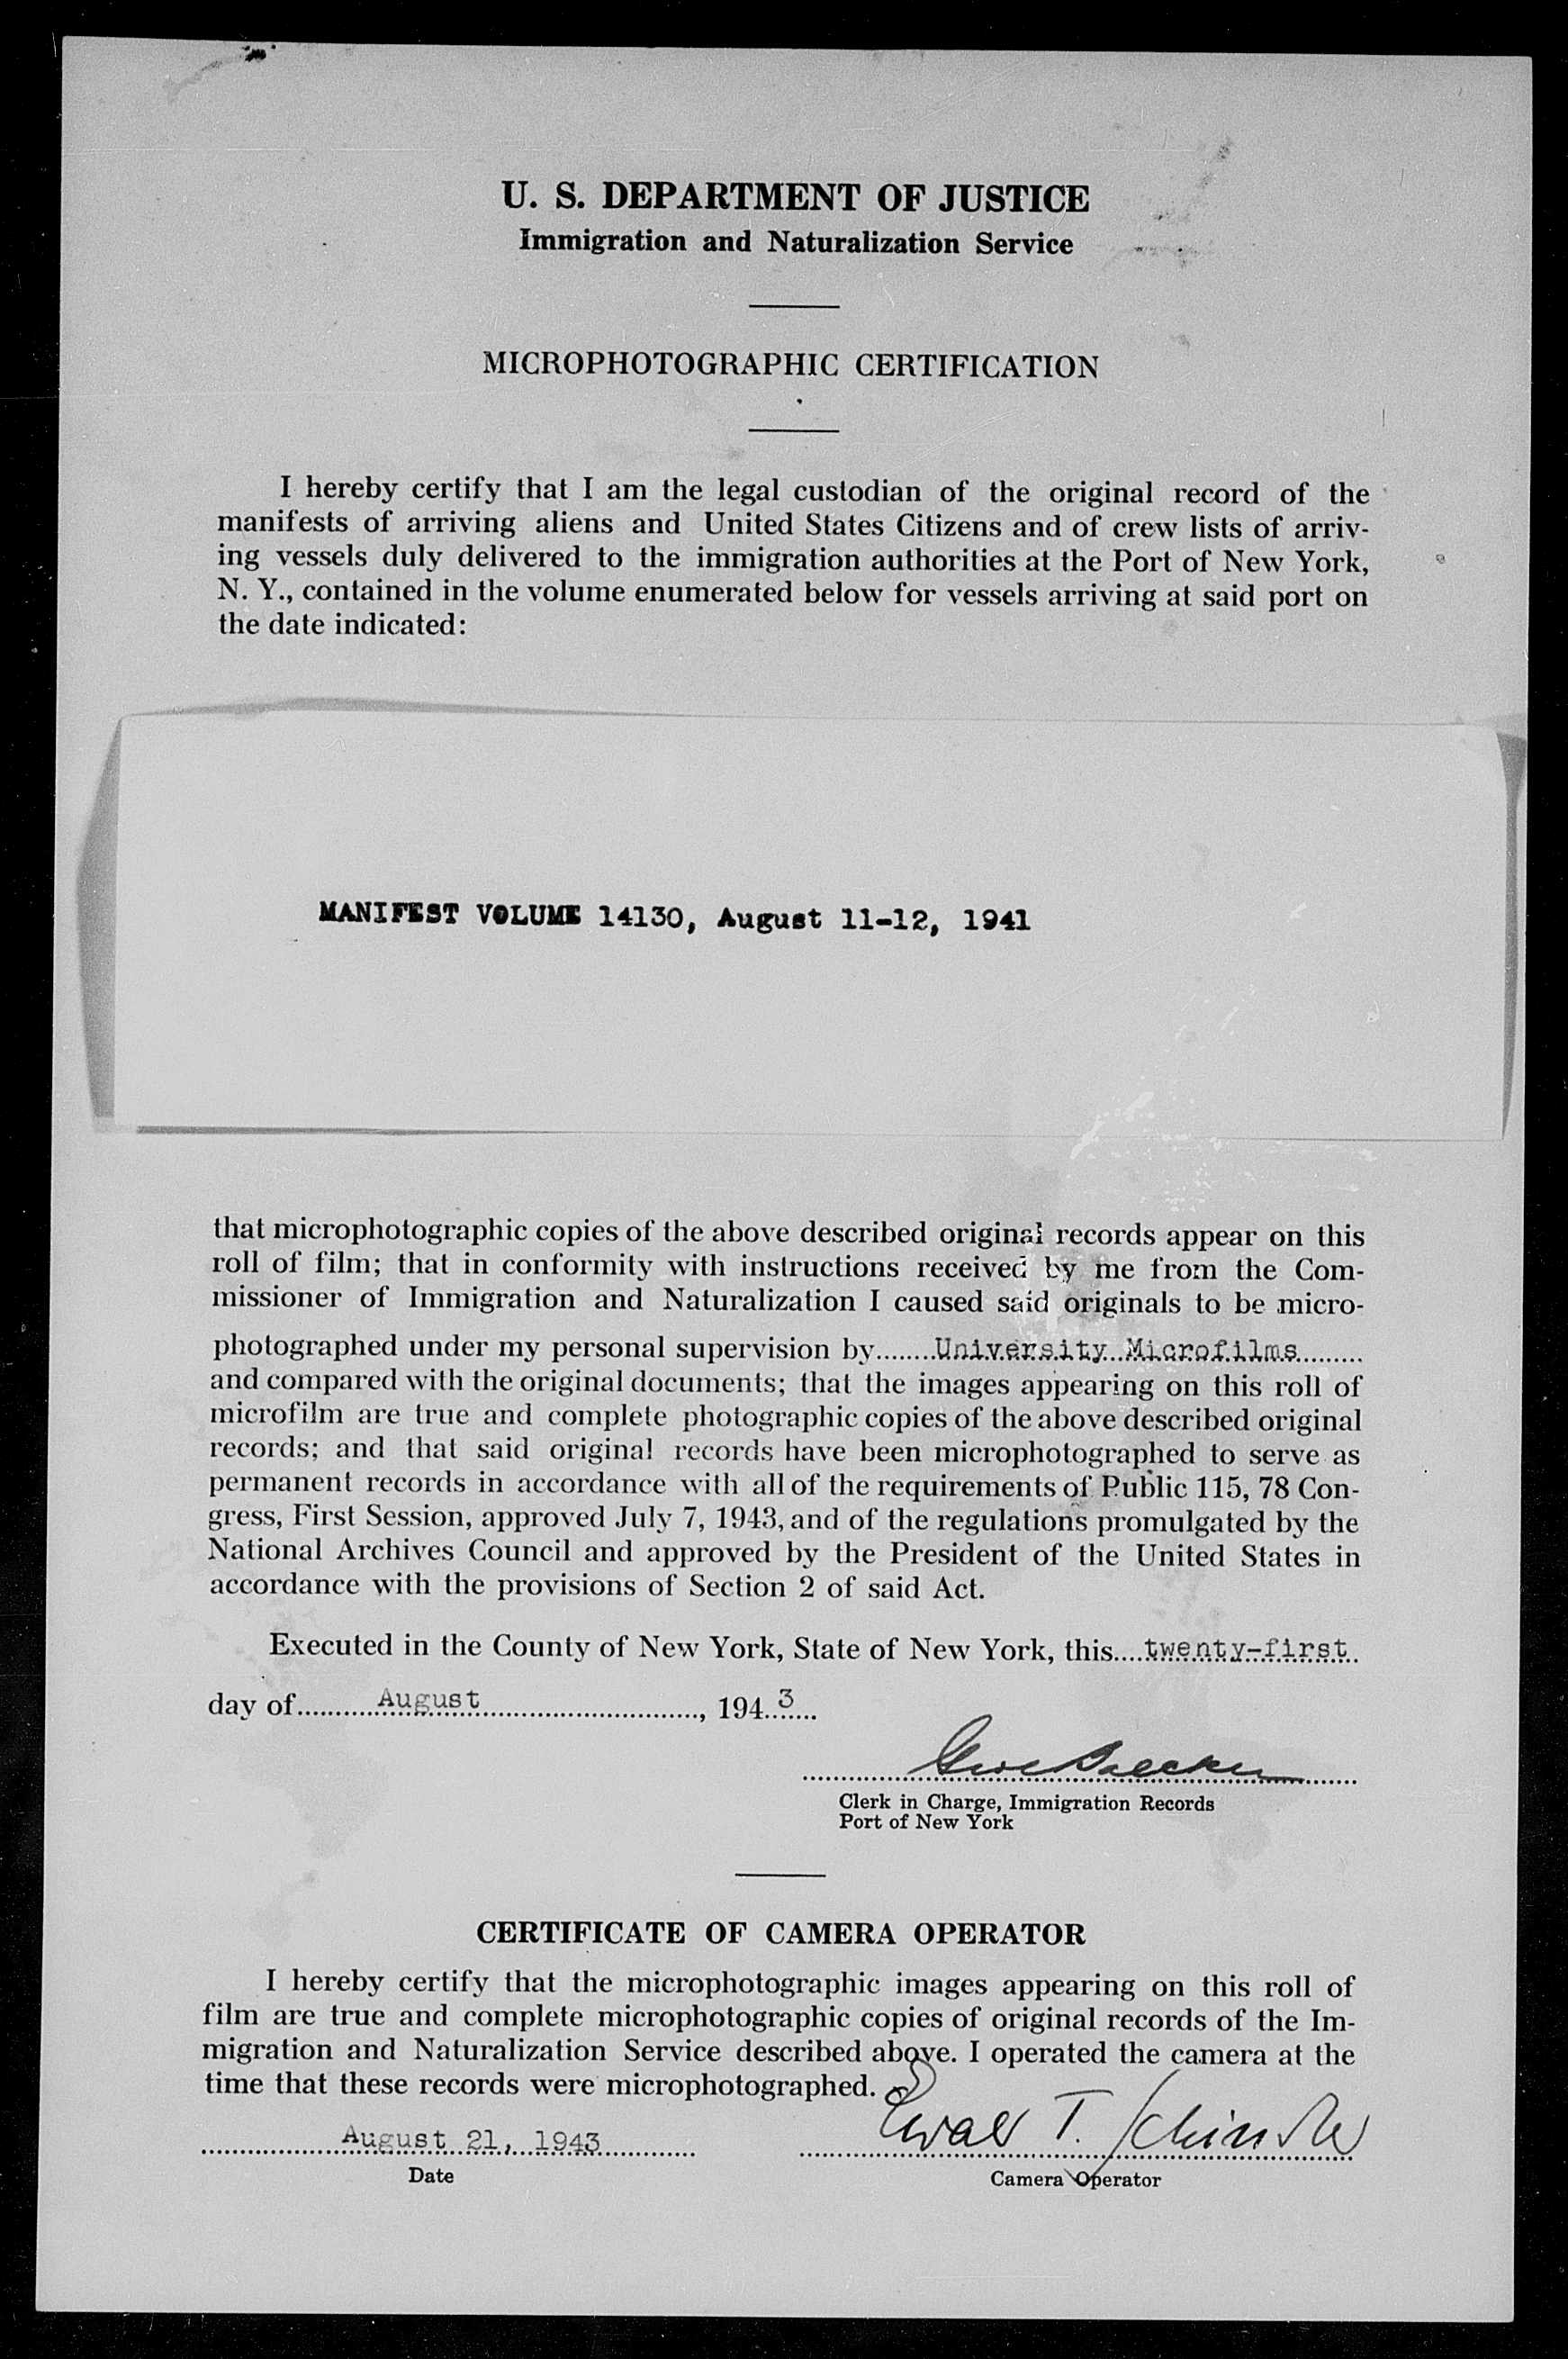 U. S. DEPARTMENT OF JUSTICE
Immigration and Naturalization Service
MICROPHOTOGRAPHIC CERTIFICATION
I hereby certify that I am the legal custodian of the original record of the
manifests of arriving aliens and United States Citizens and of crew lists of arriv-
ing vessels duly delivered to the immigration authorities at the Port of New York,
N. Y., contained in the volume enumerated below for vessels arriving at said port on
the date indicated:
MANIFEST VOLUME 14130, August 11-12, 1941
that microphotographic copies of the above described original records appear on this
roll of film; that in conformity with instructions received by me from the Com-
missioner of Immigration and Naturalization I caused said originals to be micro-
photographed under my personal supervision by........University Microfilms.........
and compared with the original documents; that the images appearing on this roll of
microfilm are true and complete photographic copies of the above described original
records; and that said original records have been microphotographed to serve as
permanent records in accordance with all of the requirements of Public 115, 78 Con-
gress, First Session, approved July 7, 1943, and of the regulations promulgated by the
National Archives Council and approved by the President of the United States in
accordance with the provisions of Section 2 of said Act.
Executed in the County of New York, State of New York, this....twenty-first
day of..........August............................, 194.3....
Clerk in Charge, Immigration Records
Port of New York
CERTIFICATE OF CAMERA OPERATOR
I hereby certify that the microphotographic images appearing on this roll of
film are true and complete microphotographic copies of original records of the Im-
migration and Naturalization Service described above. I operated the camera at the
time that these records were microphotographed.
August 21, 1943
T.
Date
Camera Operator